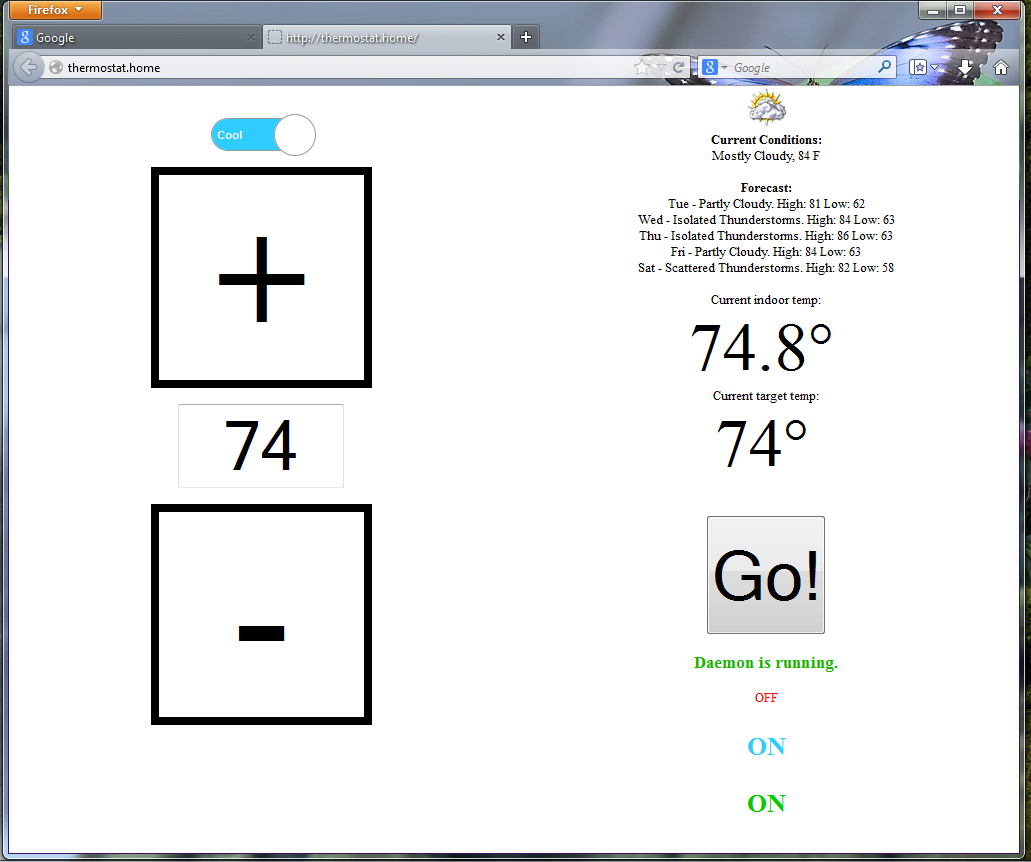 Firefox
Google
http://thermostat.home/
thermostat.home
Google
Cool
+
74
-
Current Conditions:
Mostly Cloudy, 84 F
Forecast:
Tue - Partly Cloudy. High: 81 Low: 62
Wed - Isolated Thunderstorms. High: 84 Low: 63
Thu - Isolated Thunderstorms. High: 86 Low: 63
Fri - Partly Cloudy. High: 84 Low: 63
Sat - Scattered Thunderstorms. High: 82 Low: 58
Current indoor temp:
74.8°
Current target temp:
74°
Go!
Daemon is running.
OFF
ON
ON